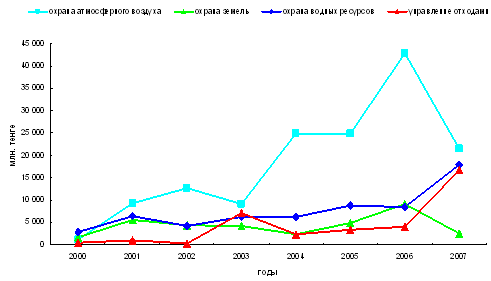 охрана атмосферного воздуха охрана земель охрана водных ресурсов управление отходами
45 000
40 000
35 000
30 000
25 000
20 000
15 000
10 000
5 000
0
млн. тенге
2000 2001 2002 2003 2004 2005 2006 2007
годы